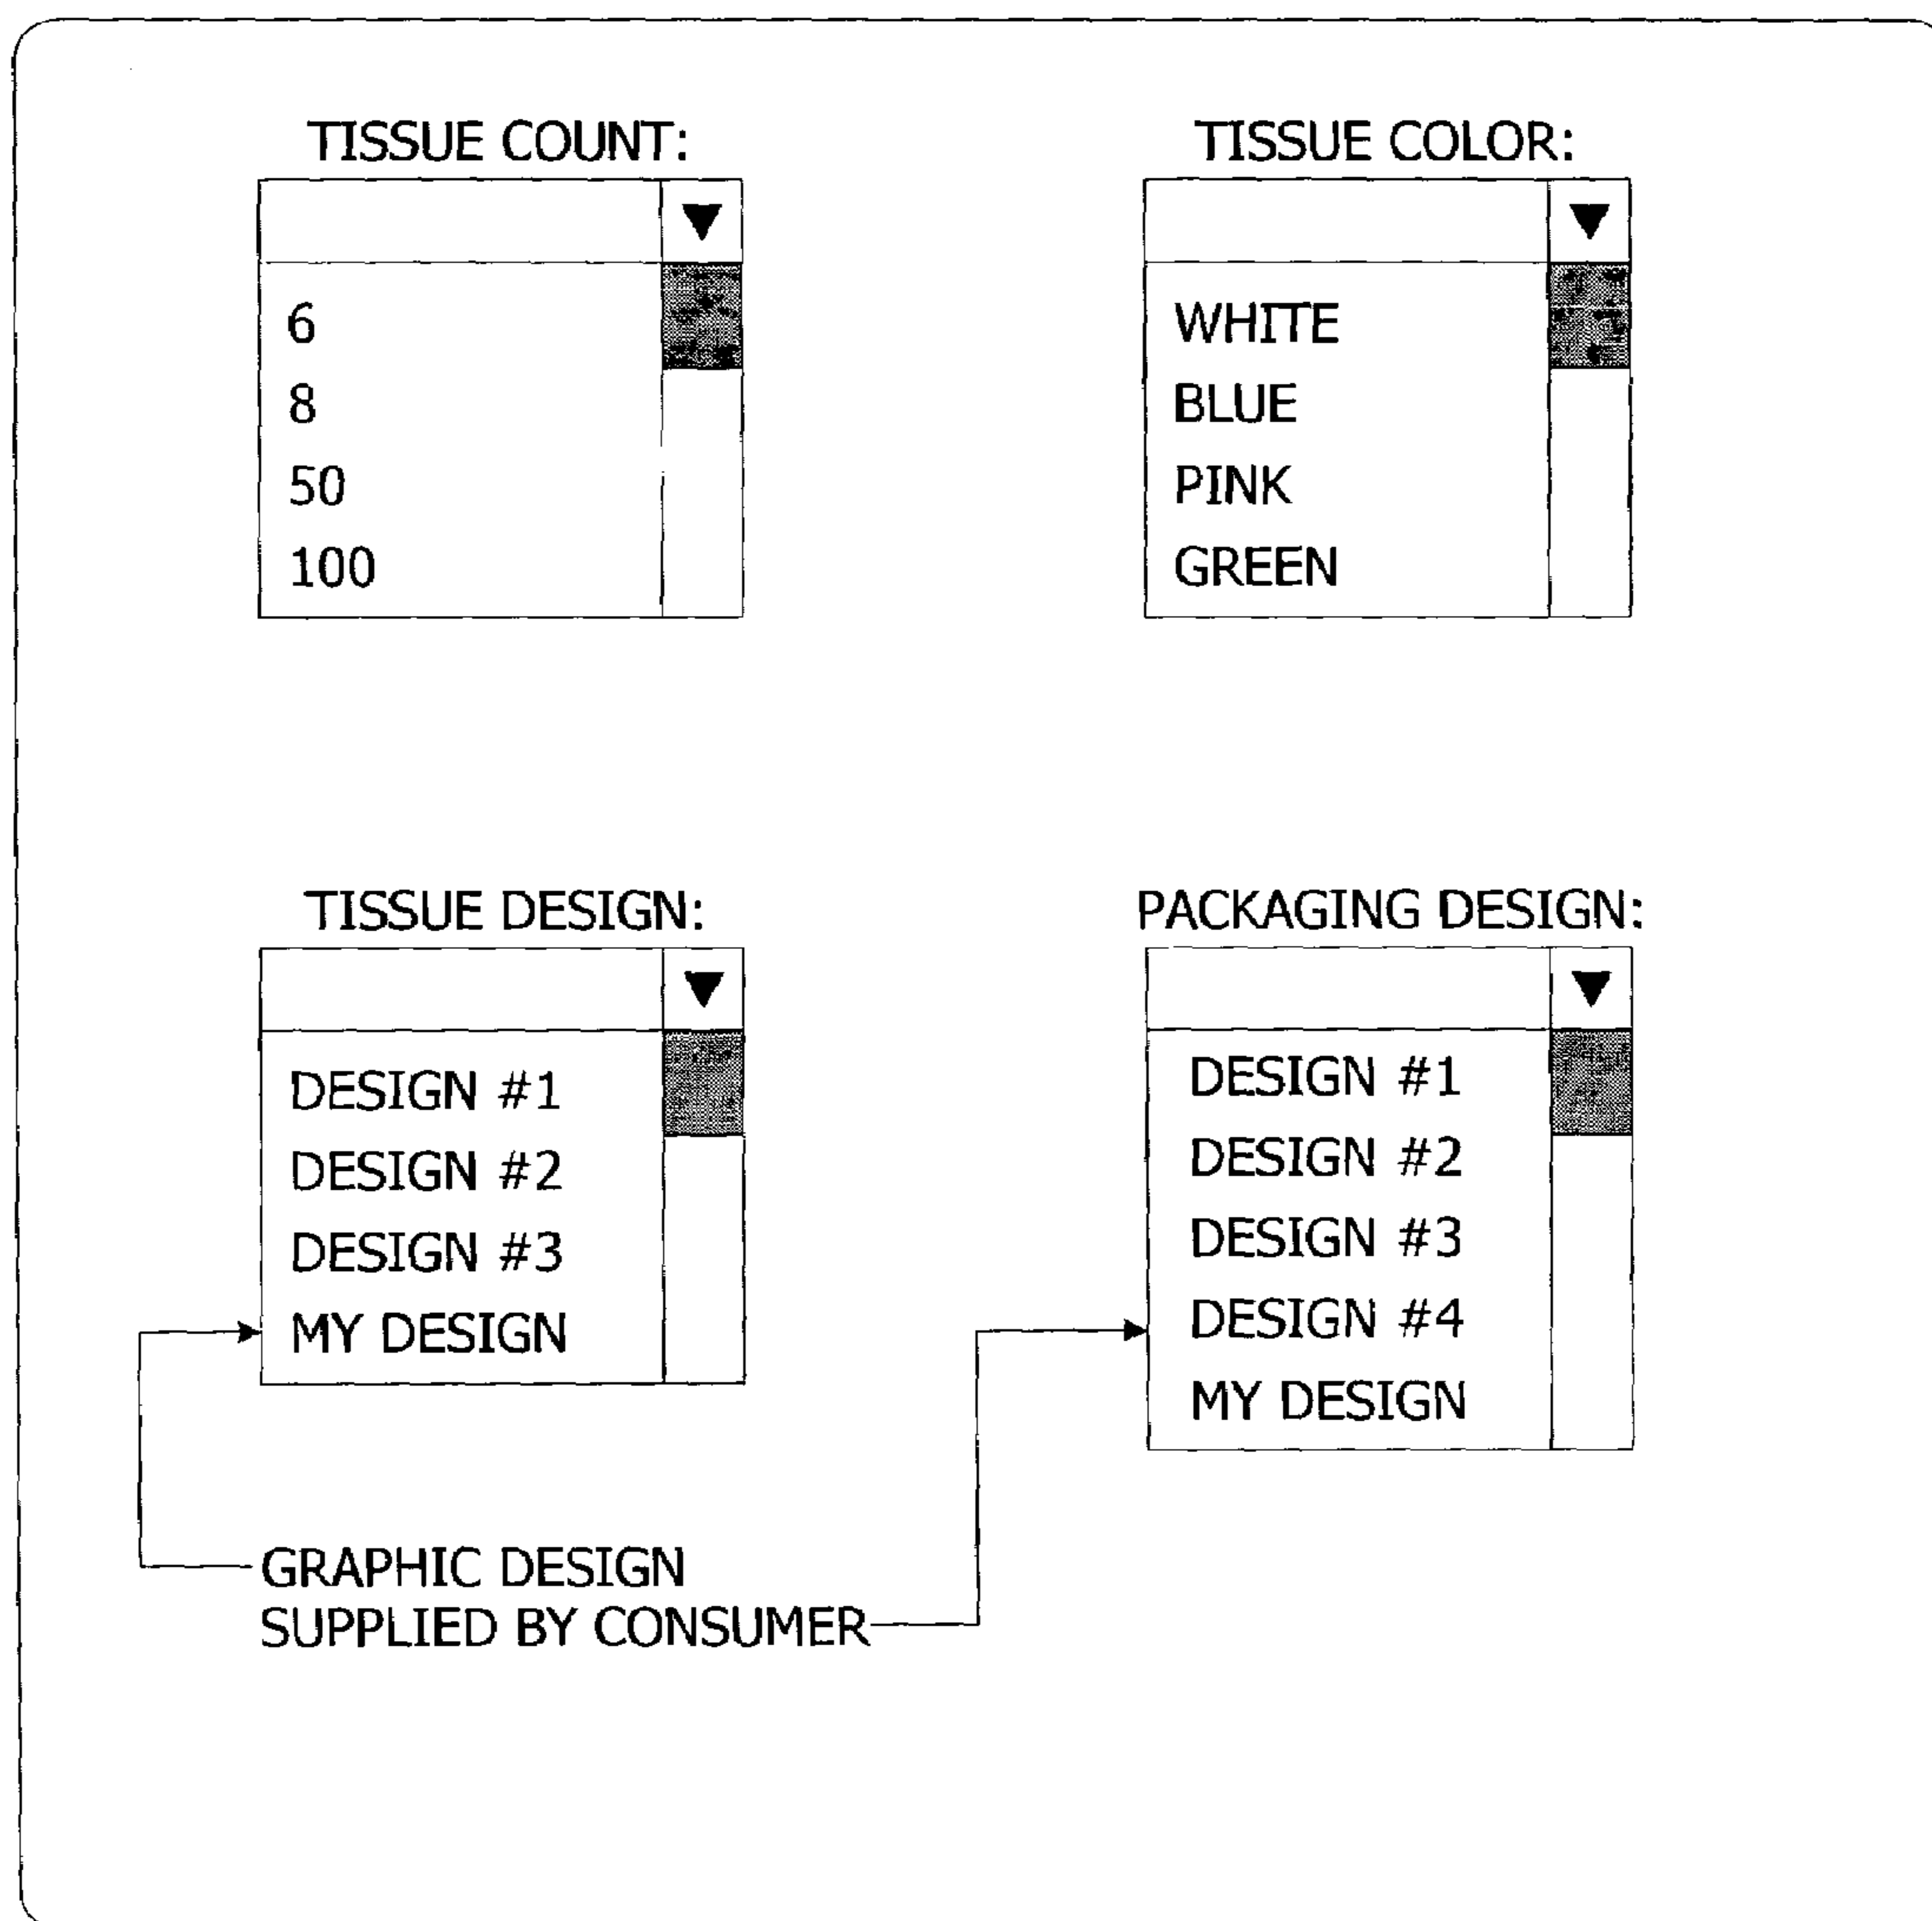 TISSUE COUNT:
6
8
50
100
TISSUE COLOR:
WHITE
BLUE
PINK
GREEN
TISSUE DESIGN:
DESIGN #1
DESIGN #2
DESIGN #3
MY DESIGN
PACKAGING DESIGN:
DESIGN #1
DESIGN #2
DESIGN #3
DESIGN #4
MY DESIGN
GRAPHIC DESIGN
SUPPLIED BY CONSUMER